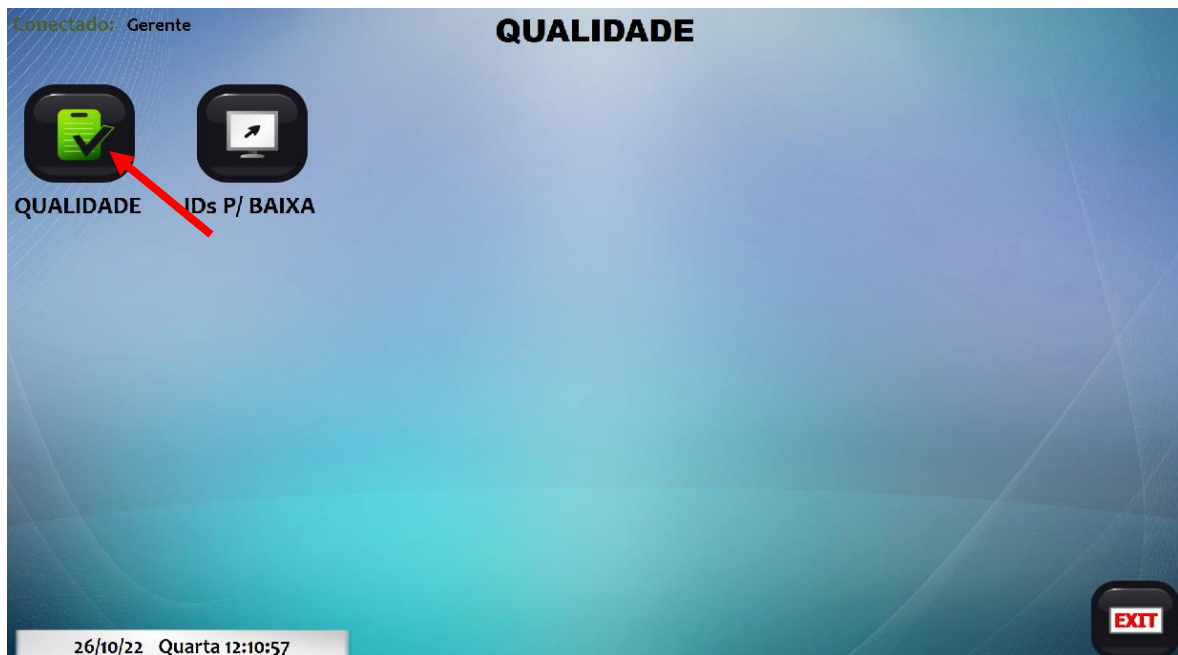 Conectado: Gerente
QUALIDADE
QUALIDADE
IDs P/ BAIXA
EXIT
26/10/22 Quarta 12:10:57